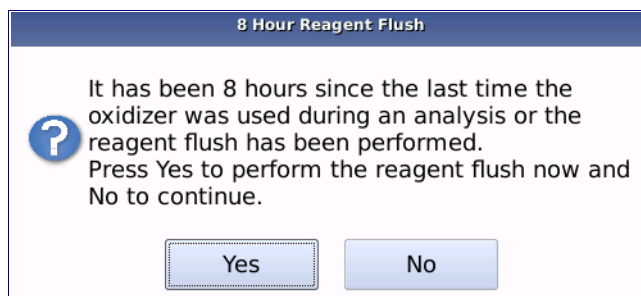 8 Hour Reagent Flush
It has been 8 hours since the last time the
oxidizer was used during an analysis or the
reagent flush has been performed.
Press Yes to perform the reagent flush now and
No to continue.
Yes
No